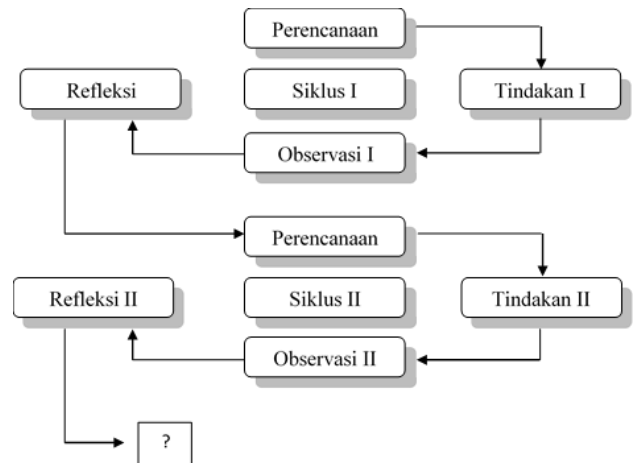 Perencanaan
Refleksi
Siklus I
Tindakan I
Observasi I
Perencanaan
Refleksi II
Siklus II
Tindakan II
Observasi II
?